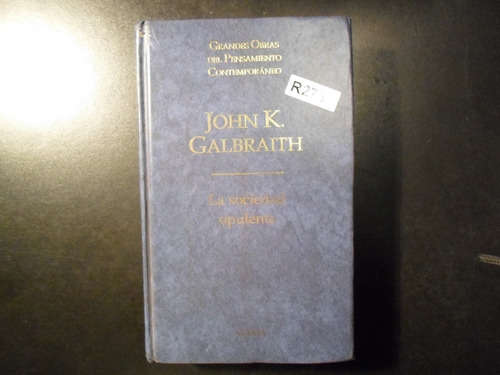 GRANDES OBRAS
DEL PENSAMIENTO
CONTEMPORÁNEO
JOHN K.
GALBRAITH
La sociedad
opulenta